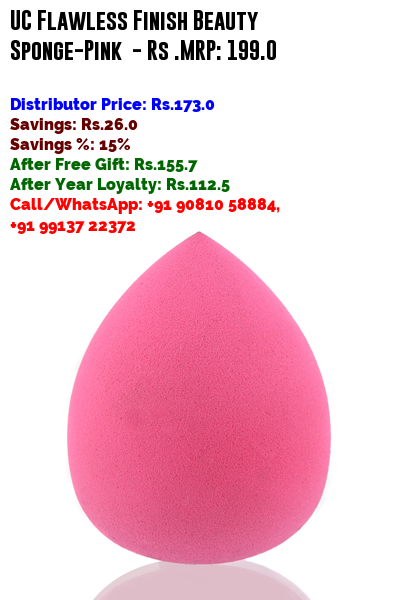 UC Flawless Finish Beauty
Sponge-Pink - Rs .MRP: 199.0
Distributor Price: Rs.173.0
Savings: Rs.26.0
Savings %: 15%
After Free Gift: Rs.155.7
After Year Loyalty: Rs.112.5
Call/WhatsApp: +91 90810 58884,
+91 99137 22372